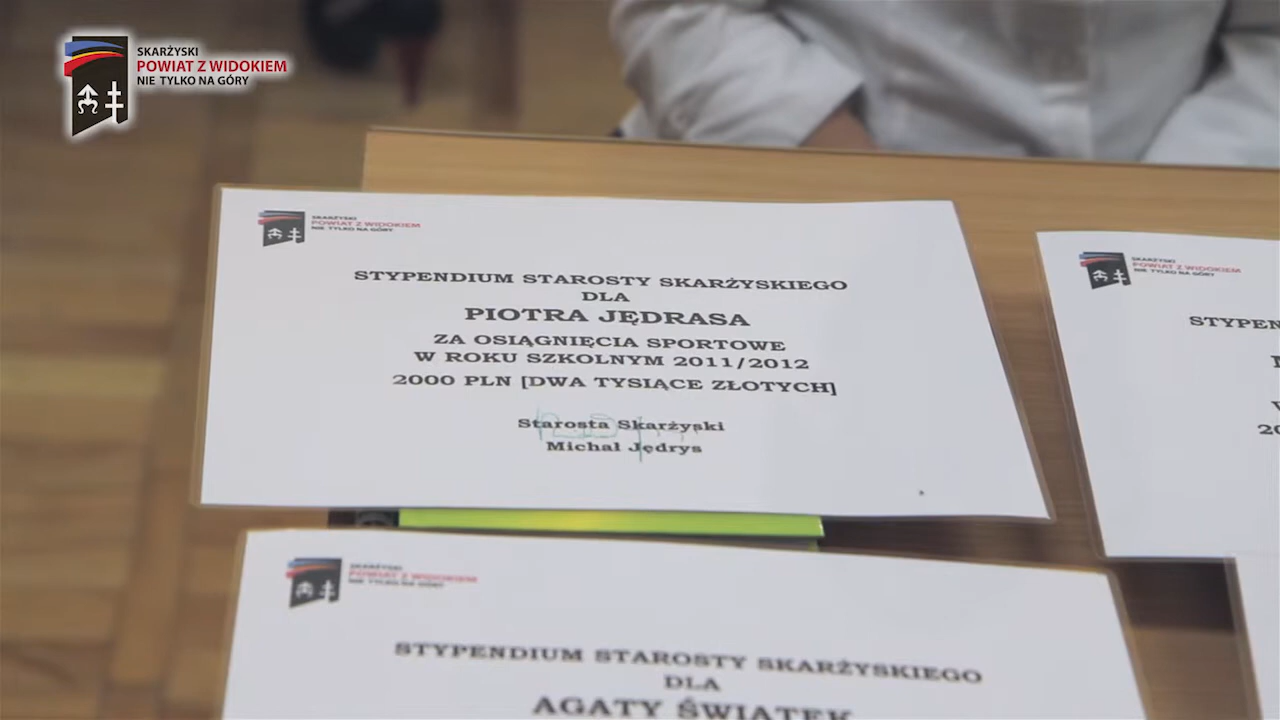 SKARŻYSKI
POWIAT Z WIDOKIEM
NIE TYLKO NA GÓRY
SKARŻYSKI
POWIAT Z WIDOKIEM
NIE TYLKO NA GÓRY
STYPENDIUM STAROSTY SKARŻYSKIEGO
DLA
PIOTRA JĘDRASA
ZA OSIĄGNIĘCIA SPORTOWE
W ROKU SZKOLNYM 2011/2012
2000 PLN [DWA TYSIĄCE ZŁOTYCH]
Starosta Skarżyski
Michał Jędrys
SKARŻYSKI
POWIAT Z WIDOKIEM
NIE TYLKO NA GÓRY
STYPEN
W
20
SKARŻYSKI
POWIAT Z WIDOKIEM
NIE TYLKO NA GÓRY
STYPENDIUM STAROSTY SKARŻYSKIEGO
DLA
AGATY ŚWIĄTEK